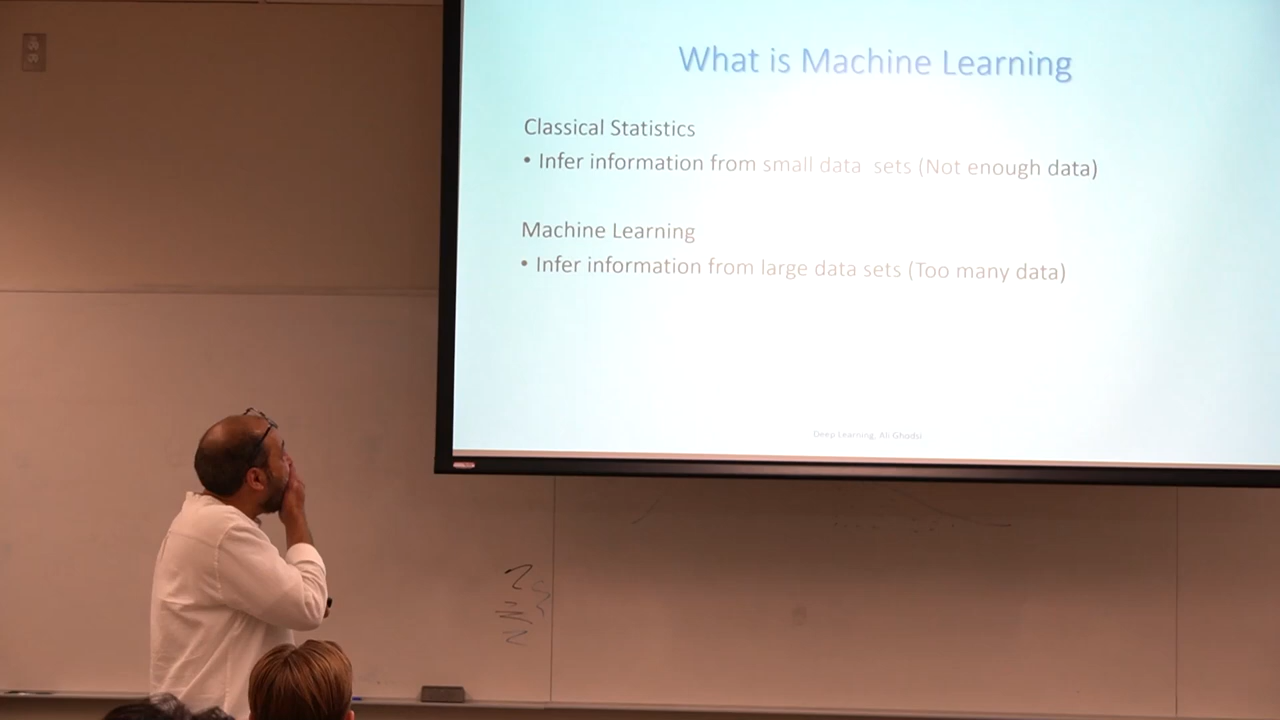 What is Machine Learning
Classical Statistics
• Infer information from small data sets (Not enough data)
Machine Learning
• Infer information from large data sets (Too many data)
Deep Learning, Ali Ghodsi